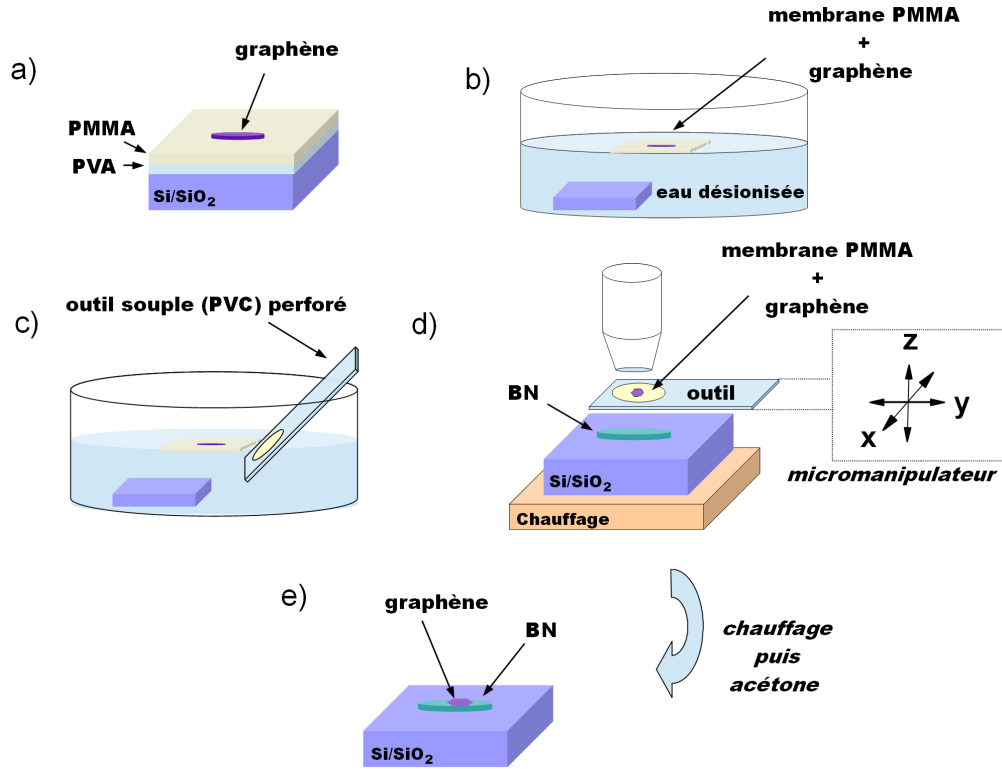 a)
graphène
PMMA
PVA
Si/SiO2
b)
membrane PMMA
+
graphène
eau désionisée
c)
outil souple (PVC) perforé
d)
membrane PMMA
+
graphène
BN
outil
Si/SiO2
Chauffage
z
y
x
micromanipulateur
e)
graphène
BN
Si/SiO2
chauffage
puis
acétone